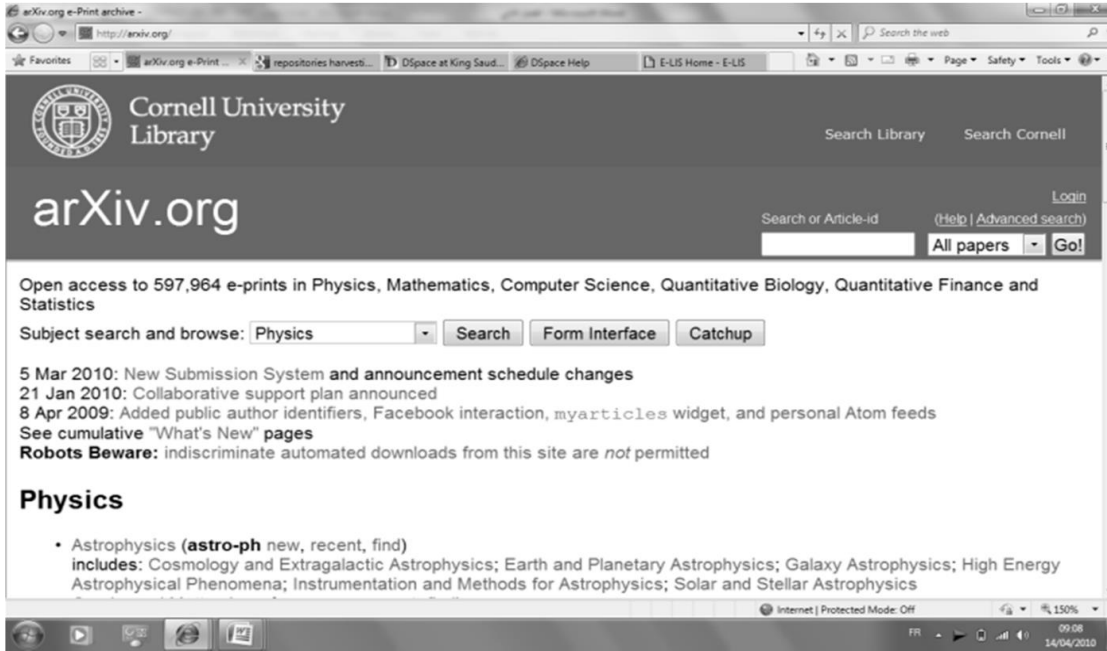 arXiv.org e-Print archive -
http://arxiv.org/
Search the web
Favorites
arXiv.org e-Print ...
repositories harvesti...
DSpace at King Saud...
DSpace Help
E-LIS Home - E-LIS
Page
Safety
Tools
Cornell University
Library
Search Library
Search Cornell
arXiv.org
Login
Search or Article-id
(Help | Advanced search)
All papers
Go!
Open access to 597,964 e-prints in Physics, Mathematics, Computer Science, Quantitative Biology, Quantitative Finance and
Statistics
Subject search and browse: Physics
Search
Form Interface
Catchup
5 Mar 2010: New Submission System and announcement schedule changes
21 Jan 2010: Collaborative support plan announced
8 Apr 2009: Added public author identifiers, Facebook interaction, myarticles widget, and personal Atom feeds
See cumulative "What's New" pages
Robots Beware: indiscriminate automated downloads from this site are not permitted
Physics
• Astrophysics (astro-ph new, recent, find)
includes: Cosmology and Extragalactic Astrophysics; Earth and Planetary Astrophysics; Galaxy Astrophysics; High Energy
Astrophysical Phenomena; Instrumentation and Methods for Astrophysics; Solar and Stellar Astrophysics
Internet | Protected Mode: Off
150%
FR
09:08
14/04/2010